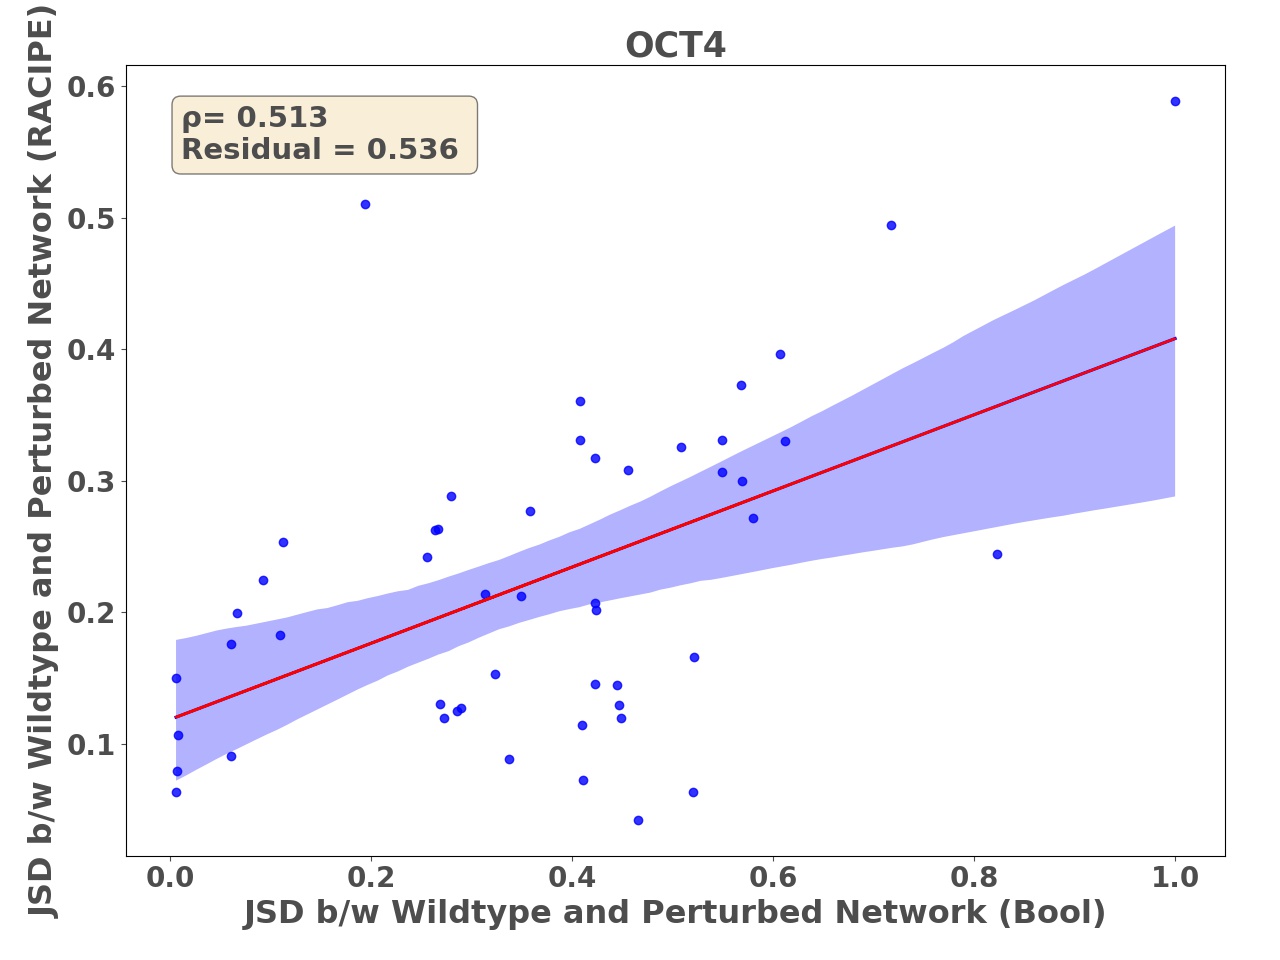 OCT4
ρ= 0.513
Residual = 0.536
JSD b/w Wildtype and Perturbed Network (RACIPE)
0.6
0.5
0.4
0.3
0.2
0.1
0.0 0.2 0.4 0.6 0.8 1.0
JSD b/w Wildtype and Perturbed Network (Bool)